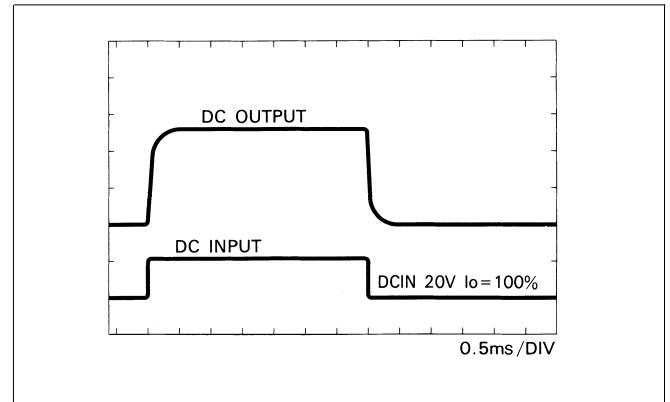 DC OUTPUT
DC INPUT
DCIN 20V Io=100%
0.5ms/DIV